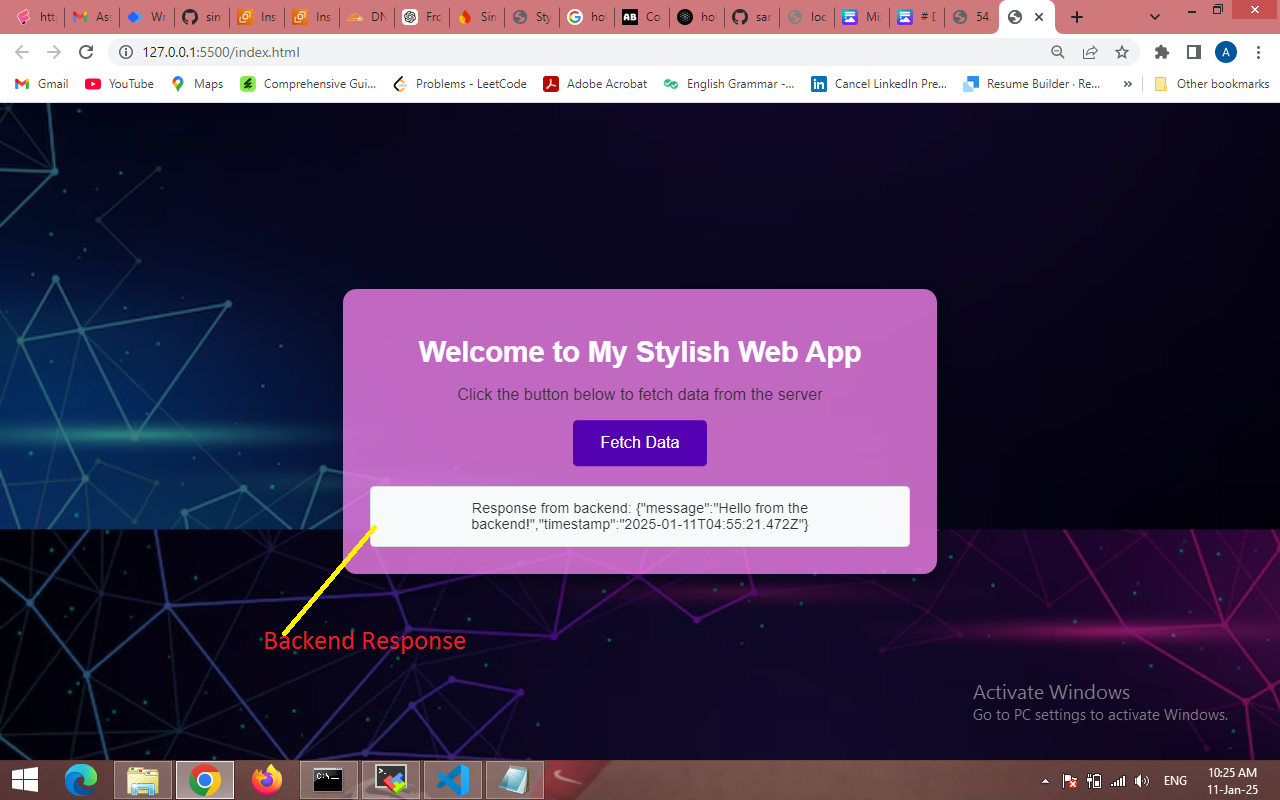 htt
As
Wr
sin
Ins
Ins
DN
Fro
Sin
Sty
ho
Co
ho
sar
loc
Mi
# D
54.
127.0.0.1:5500/index.html
A
Gmail
YouTube
Maps
Comprehensive Gui...
Problems - LeetCode
Adobe Acrobat
English Grammar -...
Cancel LinkedIn Pre...
Resume Builder · Re...
»
Other bookmarks
Welcome to My Stylish Web App
Click the button below to fetch data from the server
Fetch Data
Response from backend: {"message":"Hello from the
backend!","timestamp":"2025-01-11T04:55:21.472Z"}
Backend Response
Activate Windows
Go to PC settings to activate Windows.
ENG
10:25 AM
11-Jan-25